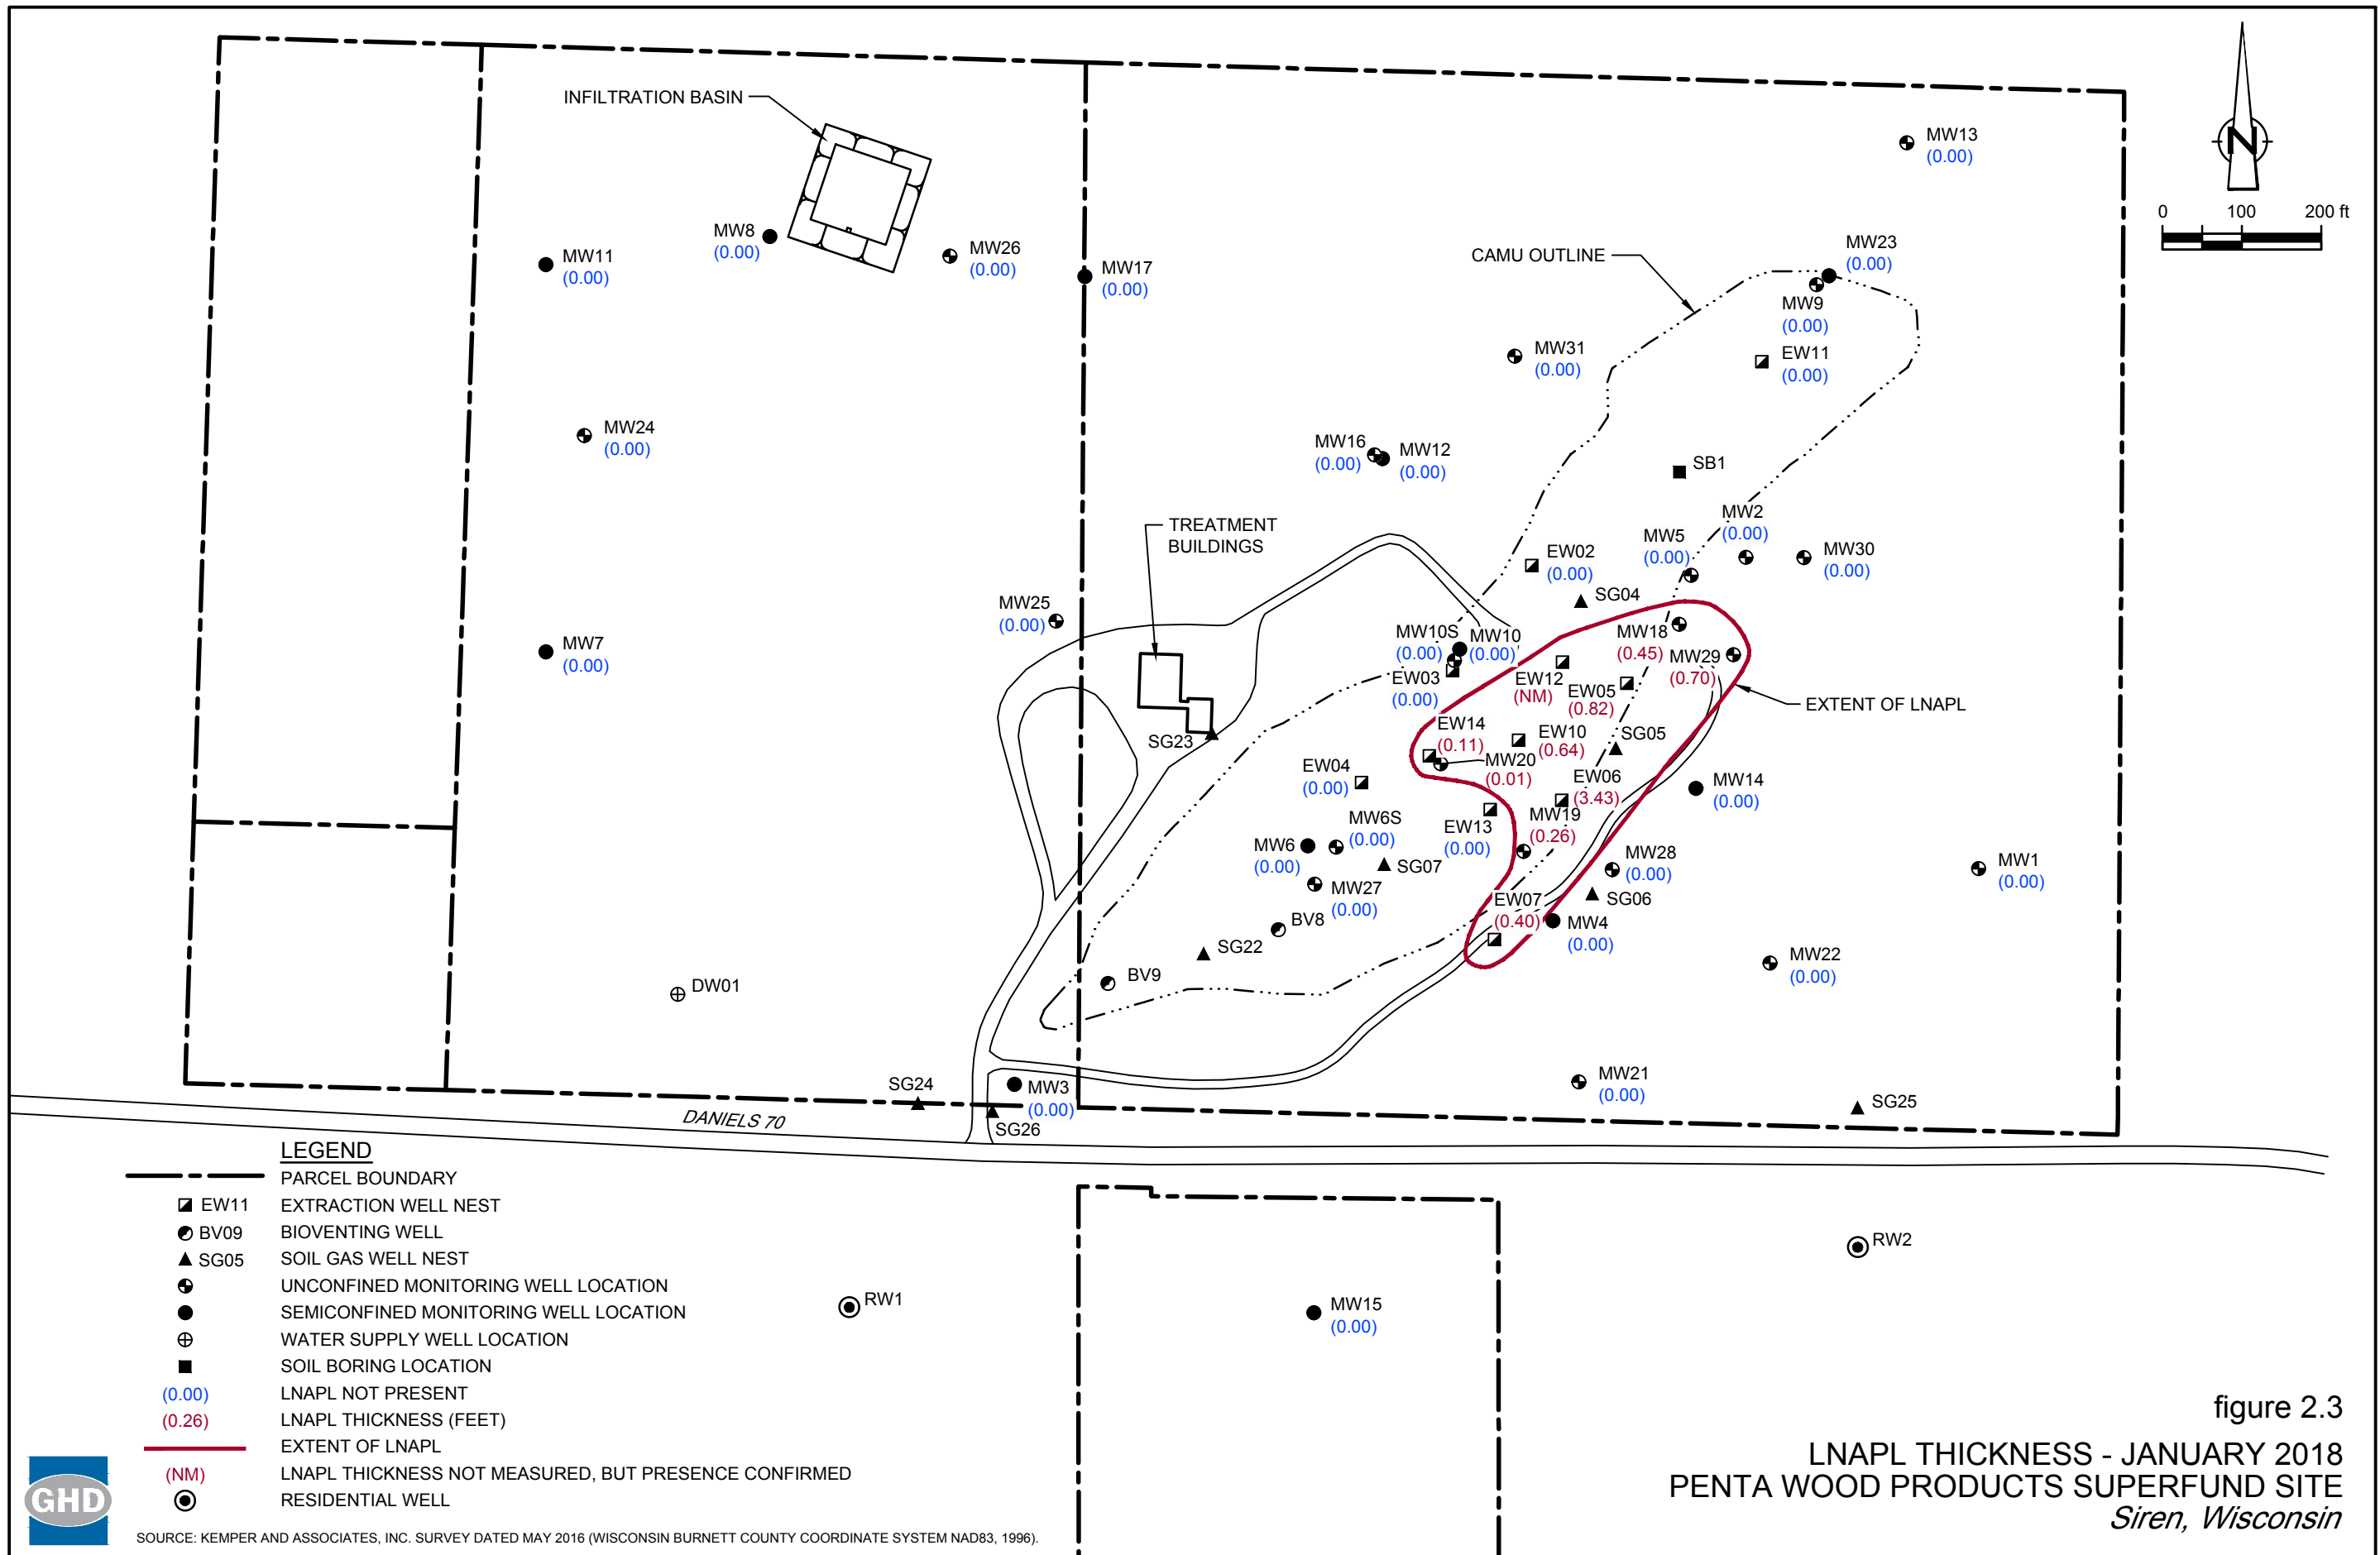 INFILTRATION BASIN
MW13
(0.00)
N
0 100 200 ft
MW8
(0.00)
MW11
(0.00)
MW26
(0.00)
MW17
(0.00)
CAMU OUTLINE
MW23
(0.00)
MW9
(0.00)
EW11
(0.00)
MW31
(0.00)
MW24
(0.00)
MW16
(0.00)
MW12
(0.00)
SB1
TREATMENT
BUILDINGS
MW2
(0.00)
MW5
(0.00)
MW30
(0.00)
EW02
(0.00)
SG04
MW25
(0.00)
MW7
(0.00)
MW10S
(0.00)
MW10
(0.00)
EW03
(0.00)
MW18
(0.45)
MW29
(0.70)
EW12
(NM)
EW05
(0.82)
EXTENT OF LNAPL
EW14
(0.11)
EW10
(0.64)
SG05
SG23
MW20
(0.01)
EW04
(0.00)
EW06
(3.43)
MW14
(0.00)
MW19
(0.26)
EW13
(0.00)
MW6S
(0.00)
MW6
(0.00)
SG07
MW28
(0.00)
MW1
(0.00)
MW27
(0.00)
SG06
EW07
(0.40)
MW4
(0.00)
BV8
SG22
BV9
MW22
(0.00)
DW01
MW21
(0.00)
SG24
MW3
(0.00)
SG26
SG25
DANIELS 70
LEGEND
PARCEL BOUNDARY
EW11 EXTRACTION WELL NEST
BV09 BIOVENTING WELL
SG05 SOIL GAS WELL NEST
UNCONFINED MONITORING WELL LOCATION
SEMICONFINED MONITORING WELL LOCATION
WATER SUPPLY WELL LOCATION
SOIL BORING LOCATION
(0.00) LNAPL NOT PRESENT
(0.26) LNAPL THICKNESS (FEET)
EXTENT OF LNAPL
(NM) LNAPL THICKNESS NOT MEASURED, BUT PRESENCE CONFIRMED
RESIDENTIAL WELL
RW1
RW2
MW15
(0.00)
GHD
SOURCE: KEMPER AND ASSOCIATES, INC. SURVEY DATED MAY 2016 (WISCONSIN BURNETT COUNTY COORDINATE SYSTEM NAD83, 1996).
figure 2.3
LNAPL THICKNESS - JANUARY 2018
PENTA WOOD PRODUCTS SUPERFUND SITE
Siren, Wisconsin